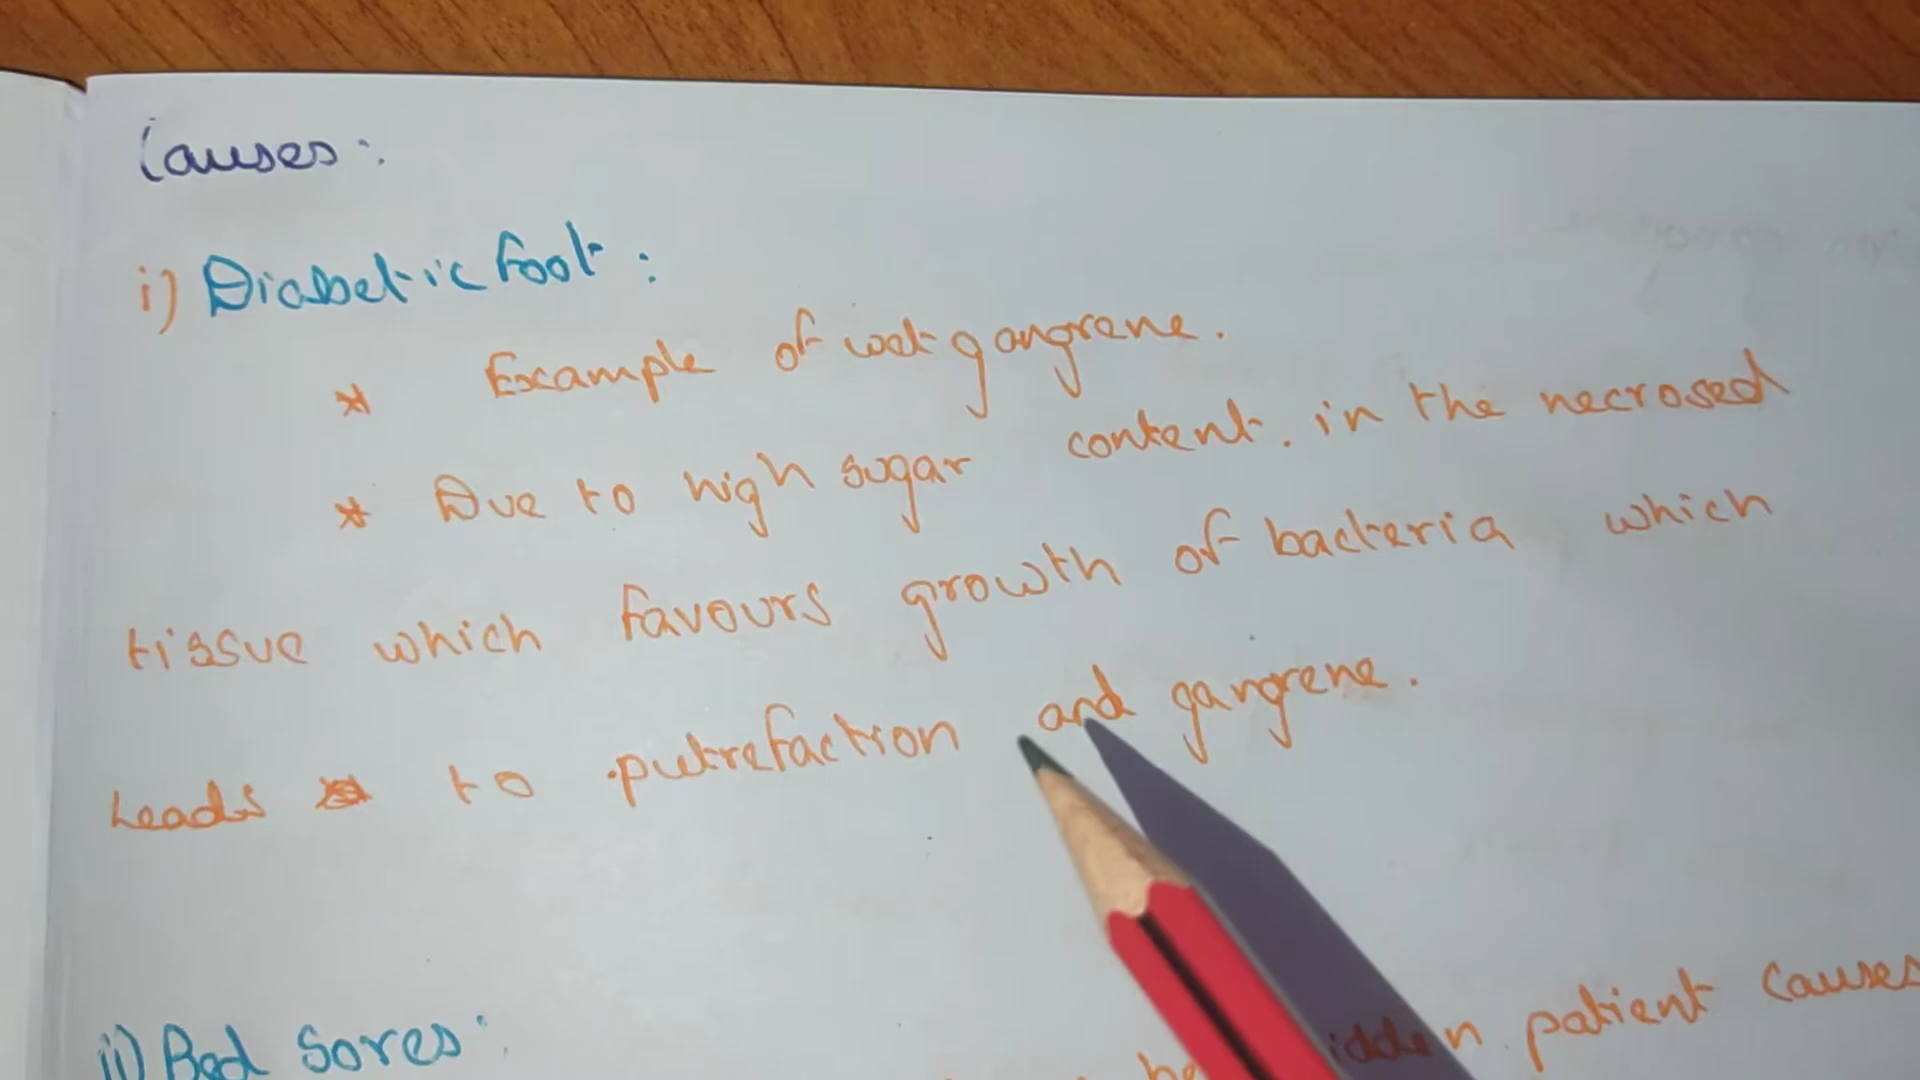 Causes:
i) Diabetic foot:
* Example of wet gangrene.
* Due to high sugar content. in the necrosed
tissue which favours growth of bacteria which
Leads to putrefaction and gangrene.
ii) Bed sores:
patient causes